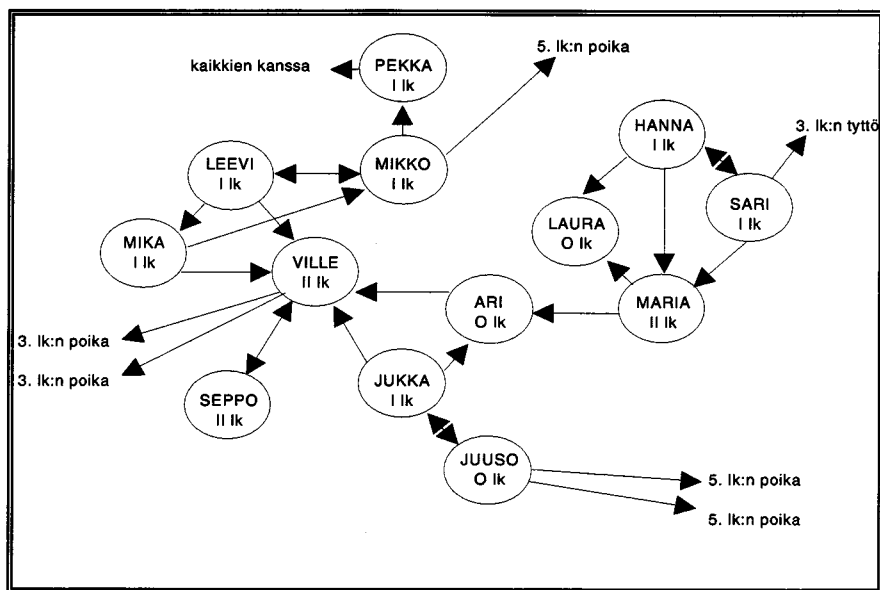 kaikkien kanssa
PEKKA
I lk
5. lk:n poika
HANNA
I lk
3. lk:n tyttö
LEEVI
I lk
MIKKO
I lk
SARI
I lk
LAURA
O lk
MIKA
I lk
VILLE
II lk
ARI
O lk
MARIA
II lk
3. lk:n poika
3. lk:n poika
SEPPO
II lk
JUKKA
I lk
JUUSO
O lk
5. lk:n poika
5. lk:n poika